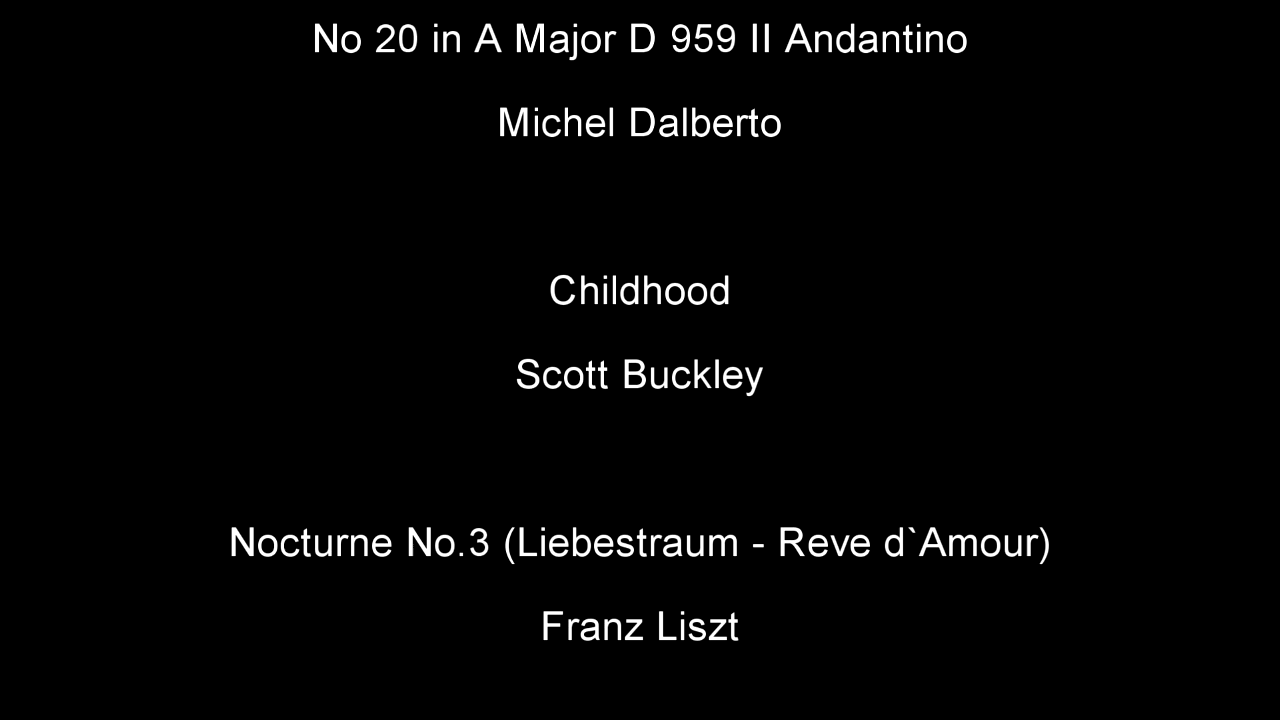 No 20 in A Major D 959 II Andantino
Michel Dalberto
Childhood
Scott Buckley
Nocturne No.3 (Liebestraum - Reve d`Amour)
Franz Liszt